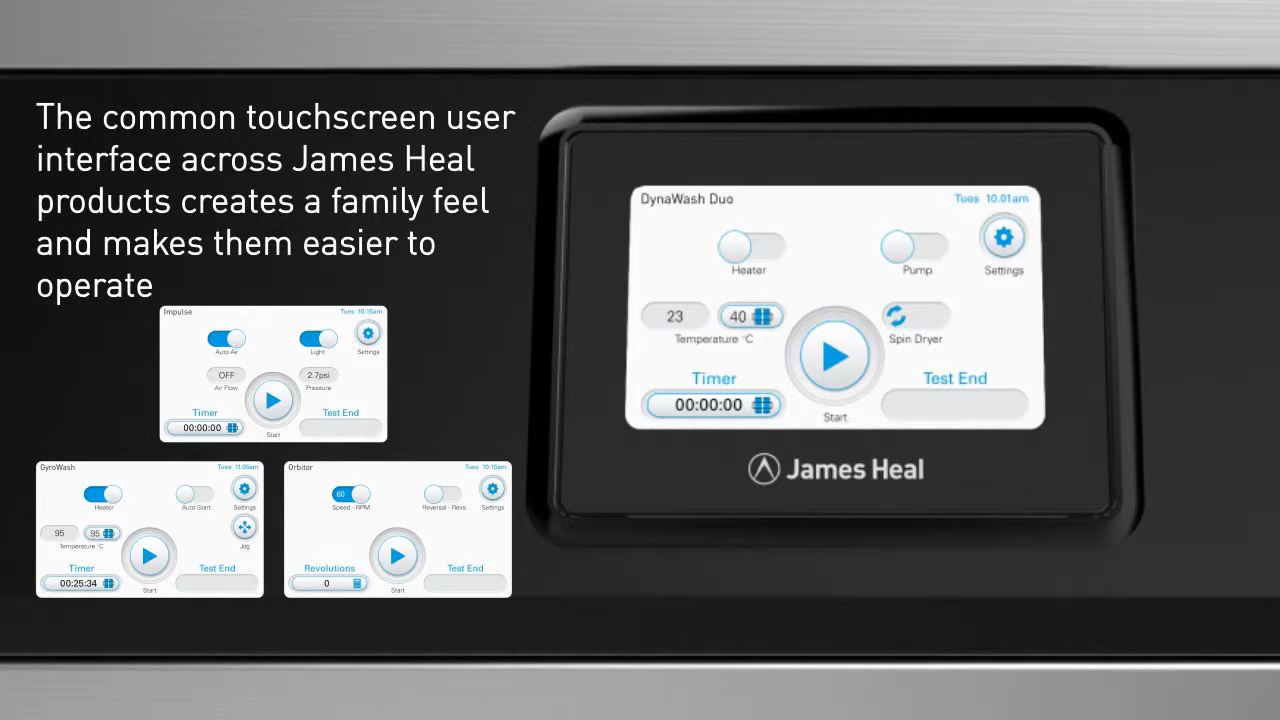 The common touchscreen user
interface across James Heal
products creates a family feel
and makes them easier to
operate
Impulse
Tues 10:15am
Auto Air
Light
Settings
OFF
2.7psi
Air Flow
Pressure
Timer
Test End
00:00:00
Start
GyroWash
Tues 11.05am
Heater
Auto Start
Settings
95
95
Temperature °C
Jog
Timer
Test End
00:25:34
Start
Orbitor
Tues 10:15am
60
Speed - RPM
Reversal - Revs
Settings
Revolutions
Test End
0
Start
DynaWash Duo
Tues 10.01am
Heater
Pump
Settings
23
40
Temperature °C
Spin Dryer
Timer
Test End
00:00:00
Start
James Heal